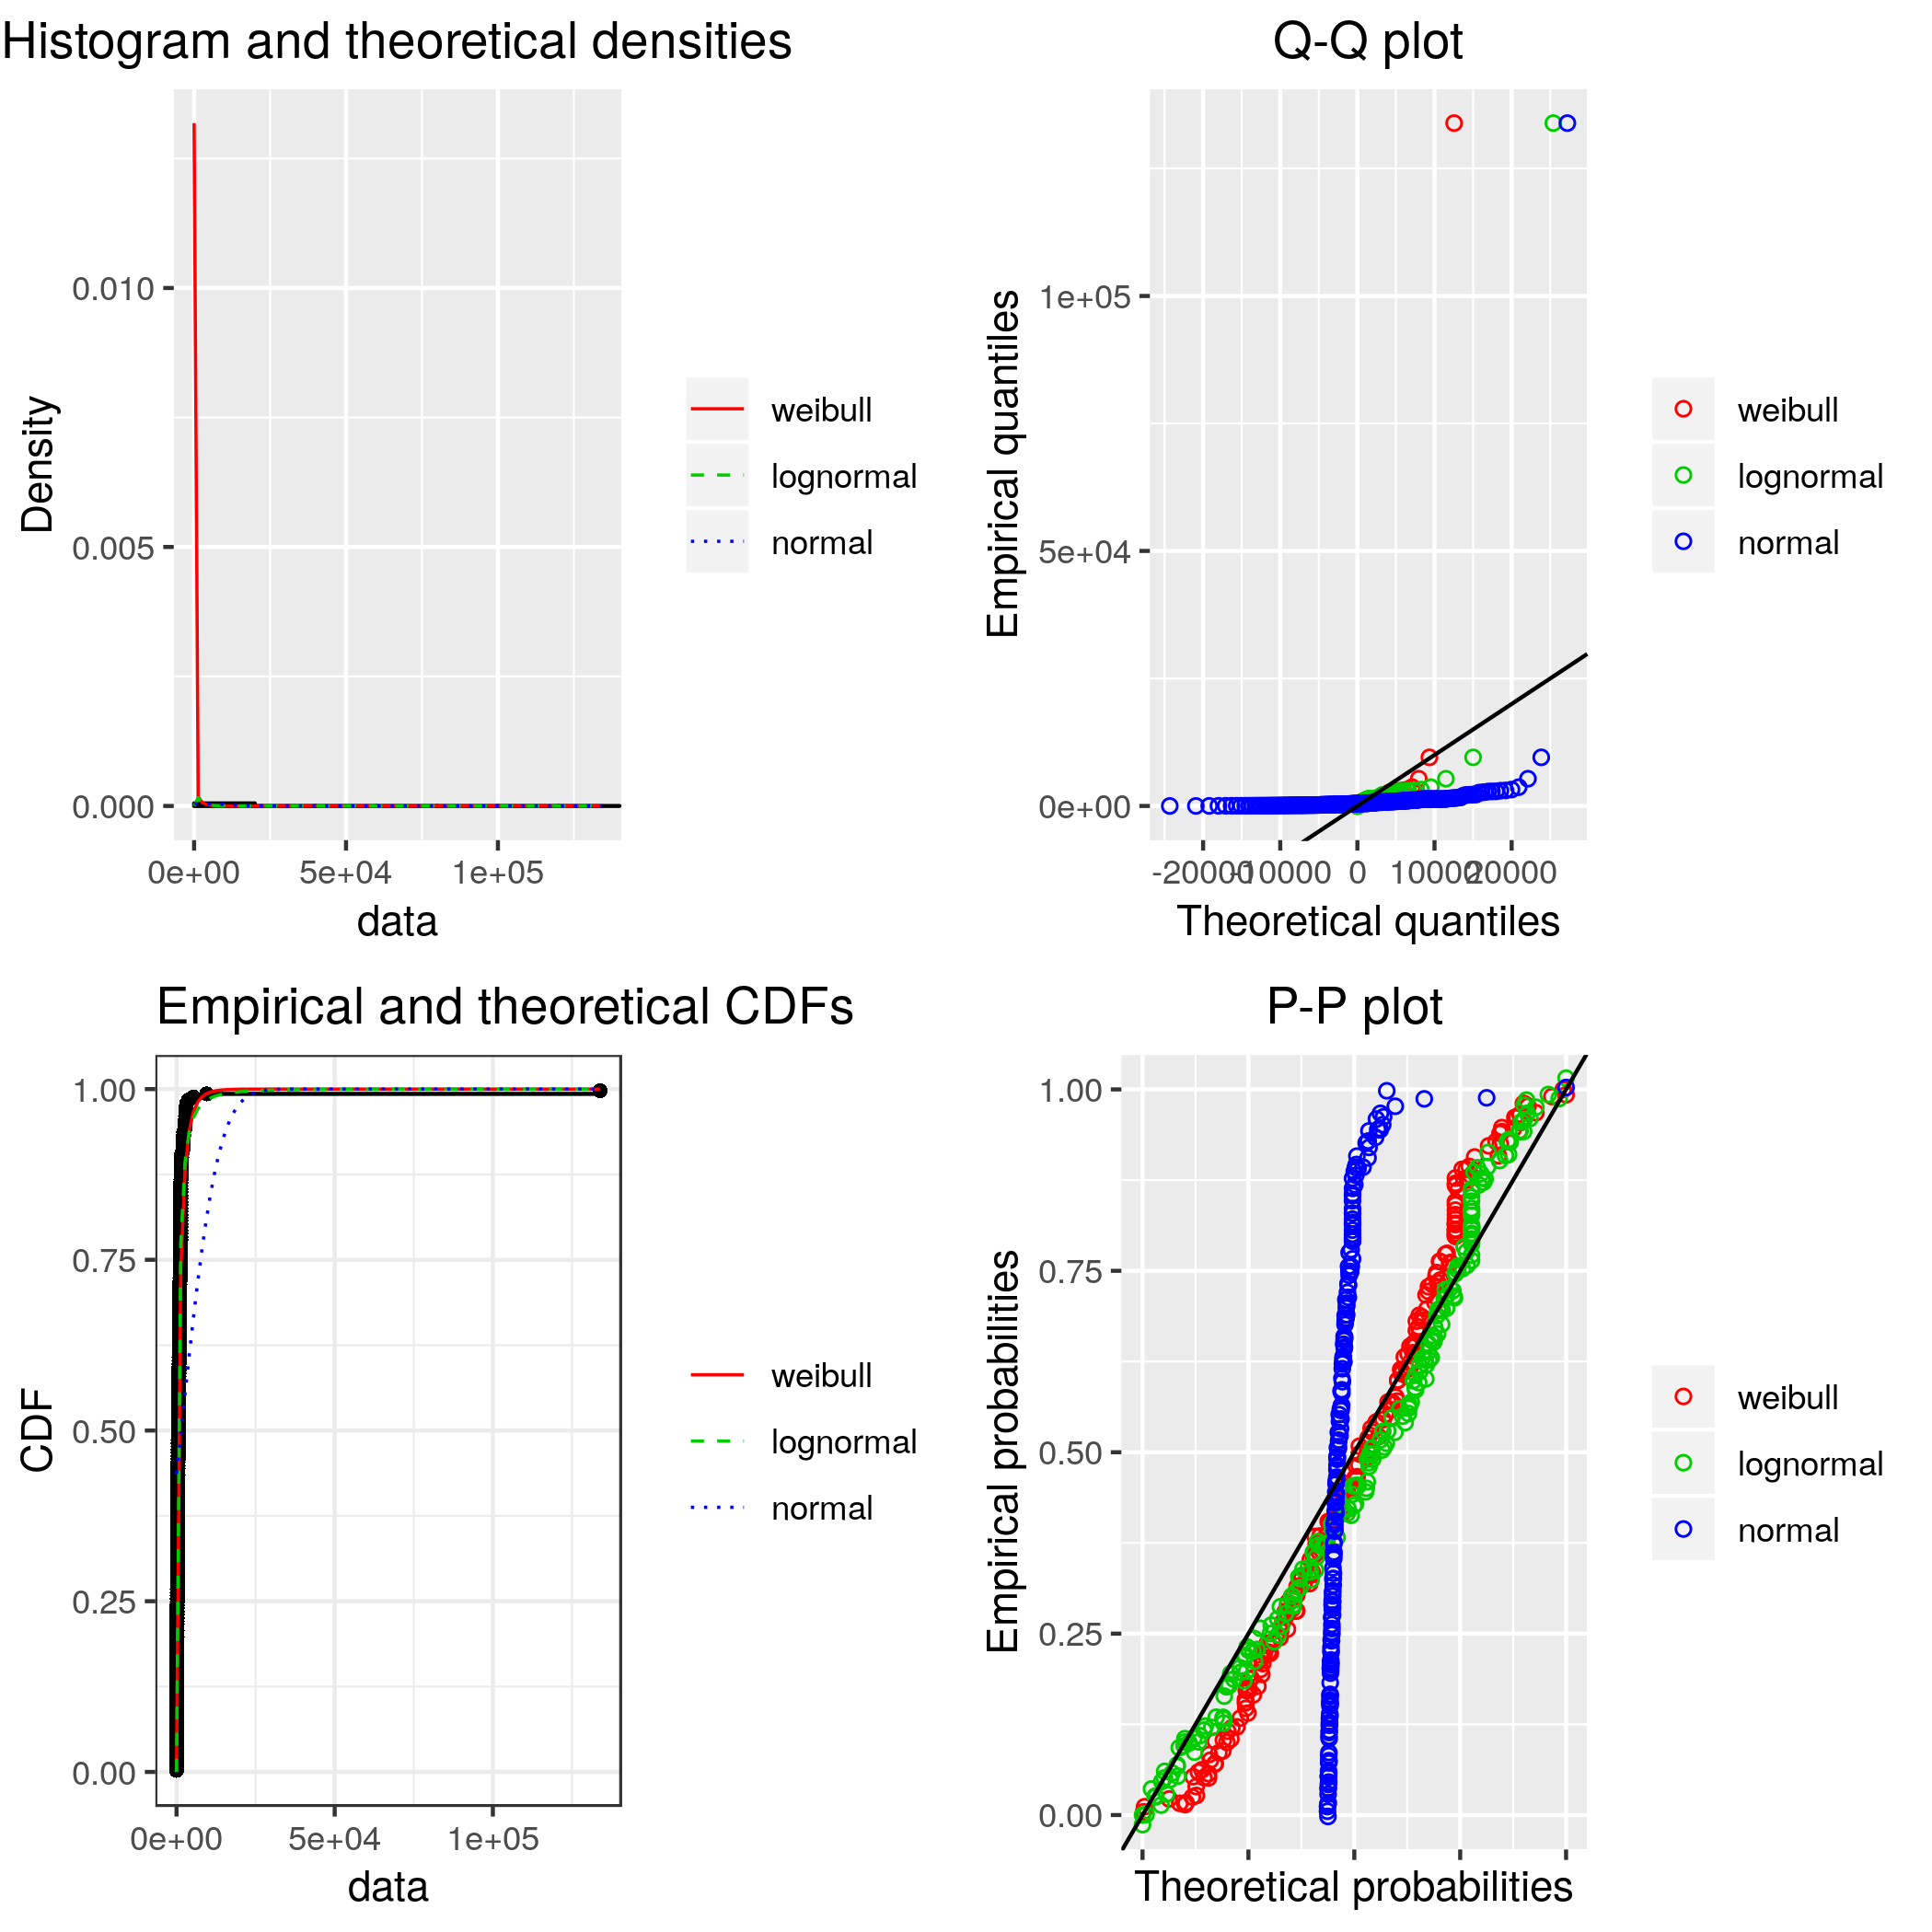 Histogram and theoretical densities
Density
0.010
0.005
0.000
0e+00 5e+04 1e+05
data
weibull
lognormal
normal
Q-Q plot
Empirical quantiles
1e+05
5e+04
0e+00
-20000 -10000 0 10000 20000
Theoretical quantiles
weibull
lognormal
normal
Empirical and theoretical CDFs
CDF
1.00
0.75
0.50
0.25
0.00
0e+00 5e+04 1e+05
data
weibull
lognormal
normal
P-P plot
Empirical probabilities
1.00
0.75
0.50
0.25
0.00
Theoretical probabilities
weibull
lognormal
normal